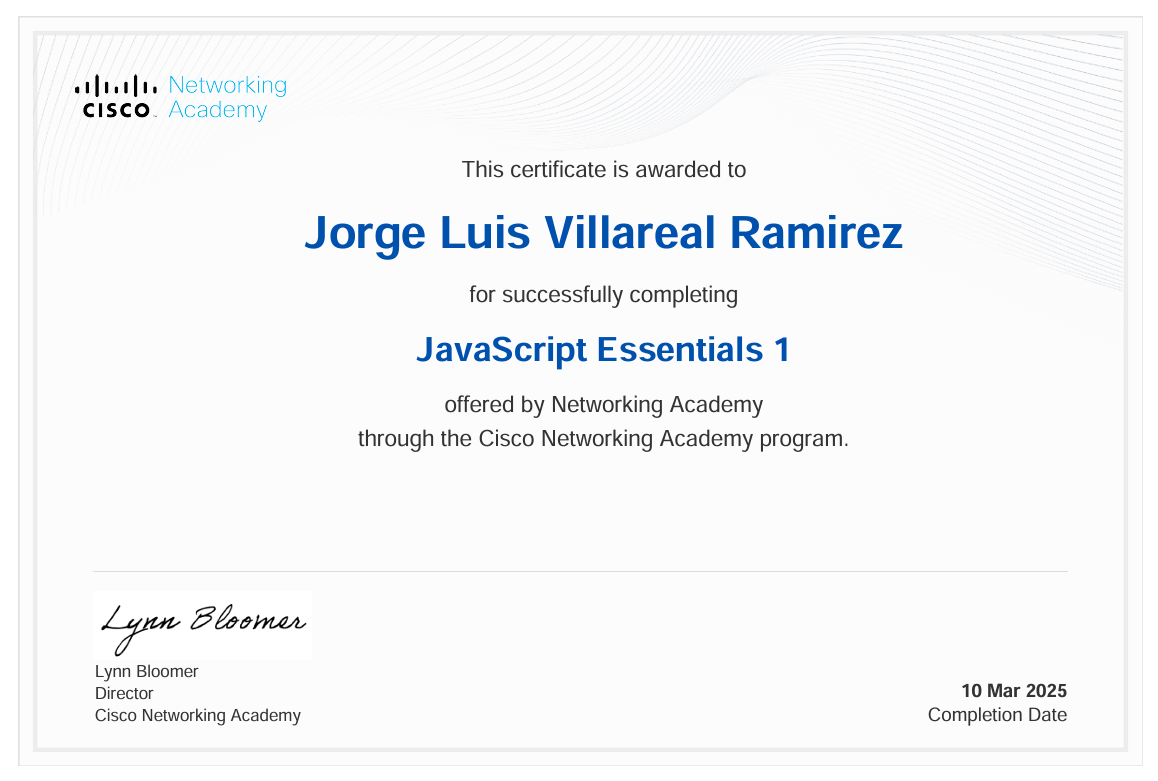 Networking
CISCO Academy
This certificate is awarded to
Jorge Luis Villareal Ramirez
for successfully completing
JavaScript Essentials 1
offered by Networking Academy
through the Cisco Networking Academy program.
Lynn Bloomer
Lynn Bloomer
Director
Cisco Networking Academy
10 Mar 2025
Completion Date